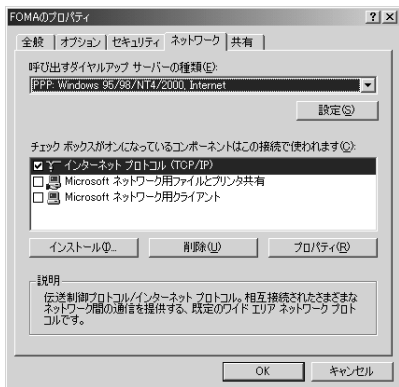 FOMAのプロパティ
全般 オプション セキュリティ ネットワーク 共有
呼び出すダイヤルアップ サーバーの種類(E):
PPP: Windows 95/98/NT4/2000, Internet
設定(S)
チェック ボックスがオンになっているコンポーネントはこの接続で使われます(C):
インターネット プロトコル (TCP/IP)
Microsoft ネットワーク用ファイルとプリンタ共有
Microsoft ネットワーク用クライアント
インストール(I)... 削除(U) プロパティ(R)
説明
伝送制御プロトコル/インターネット プロトコル。相互接続されたさまざまな
ネットワーク間の通信を提供する、既定のワイド エリア ネットワーク プロト
コルです。
OK キャンセル